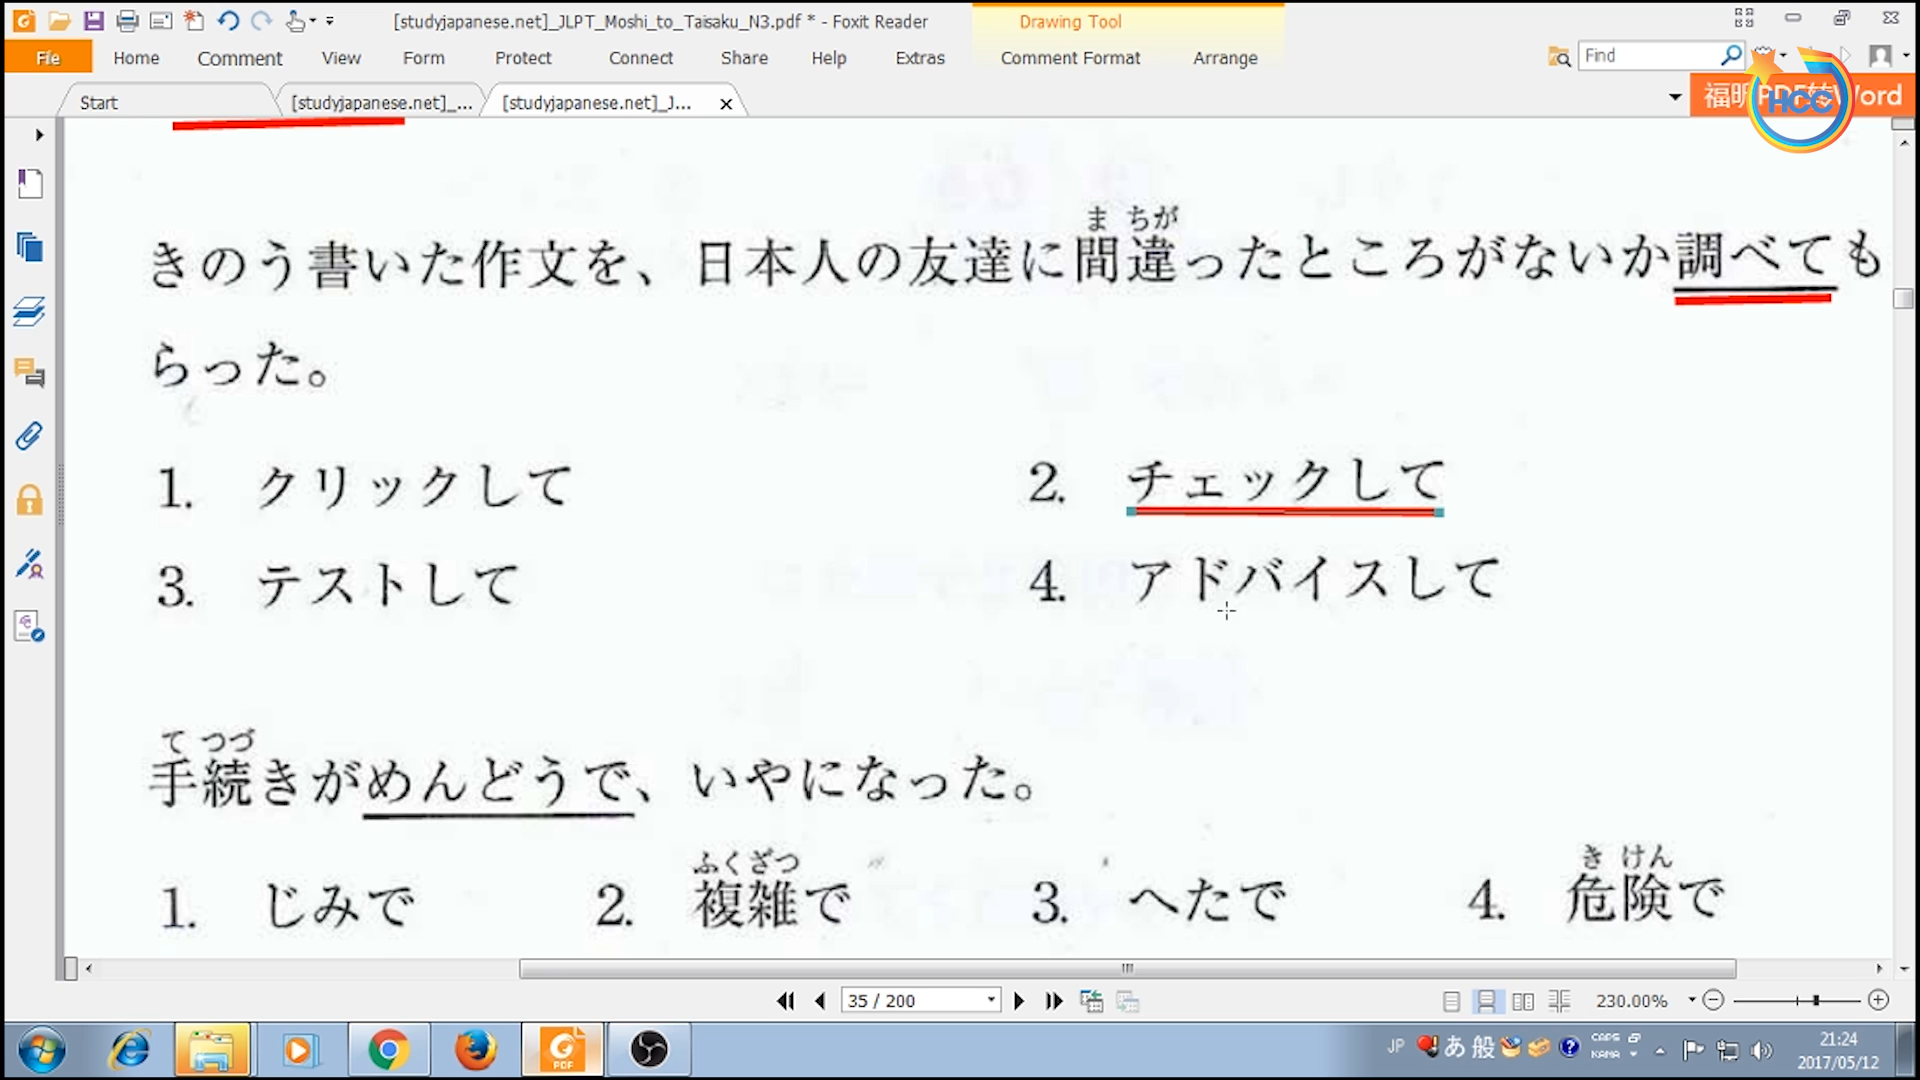 [studyjapanese.net]_JLPT_Moshi_to_Taisaku_N3.pdf * - Foxit Reader
Drawing Tool
File Home Comment View Form Protect Connect Share Help Extras Comment Format Arrange Find
Start [studyjapanese.net]_... [studyjapanese.net]_J...
HCC
ま ちが
きのう書いた作文を、日本人の友達に間違ったところがないか調べても
らった。
1. クリックして 2. チェックして
3. テストして 4. アドバイスして
て つづ
手続きがめんどうで、いやになった。
ふくざつ き けん
1. じみで 2. 複雑で 3. へたで 4. 危険で
35 / 200 230.00%
PDF JP あ 般 CAPS KANA
21:24
2017/05/12